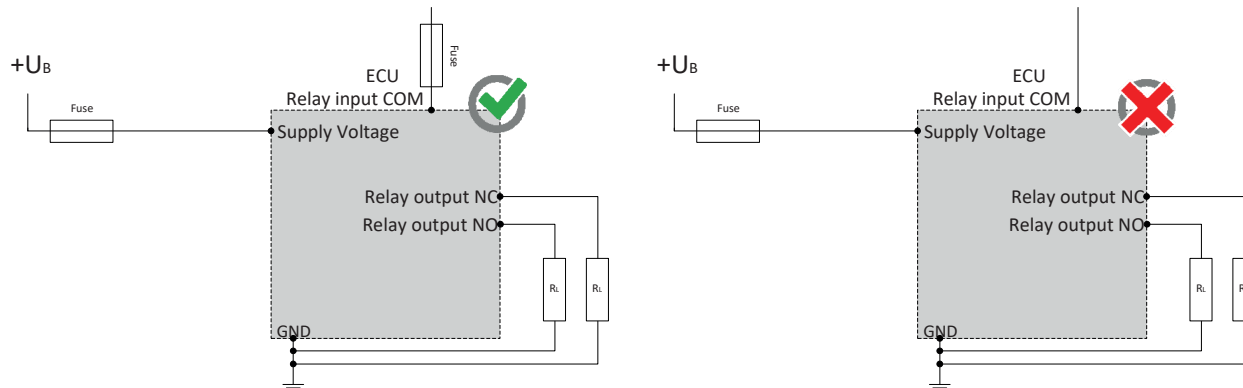 Fuse
+UB
ECU
Relay input COM
Fuse
Supply Voltage
Relay output NC
Relay output NO
RL
RL
GND
+UB
ECU
Relay input COM
Fuse
Supply Voltage
Relay output NC
Relay output NO
RL
R
GND